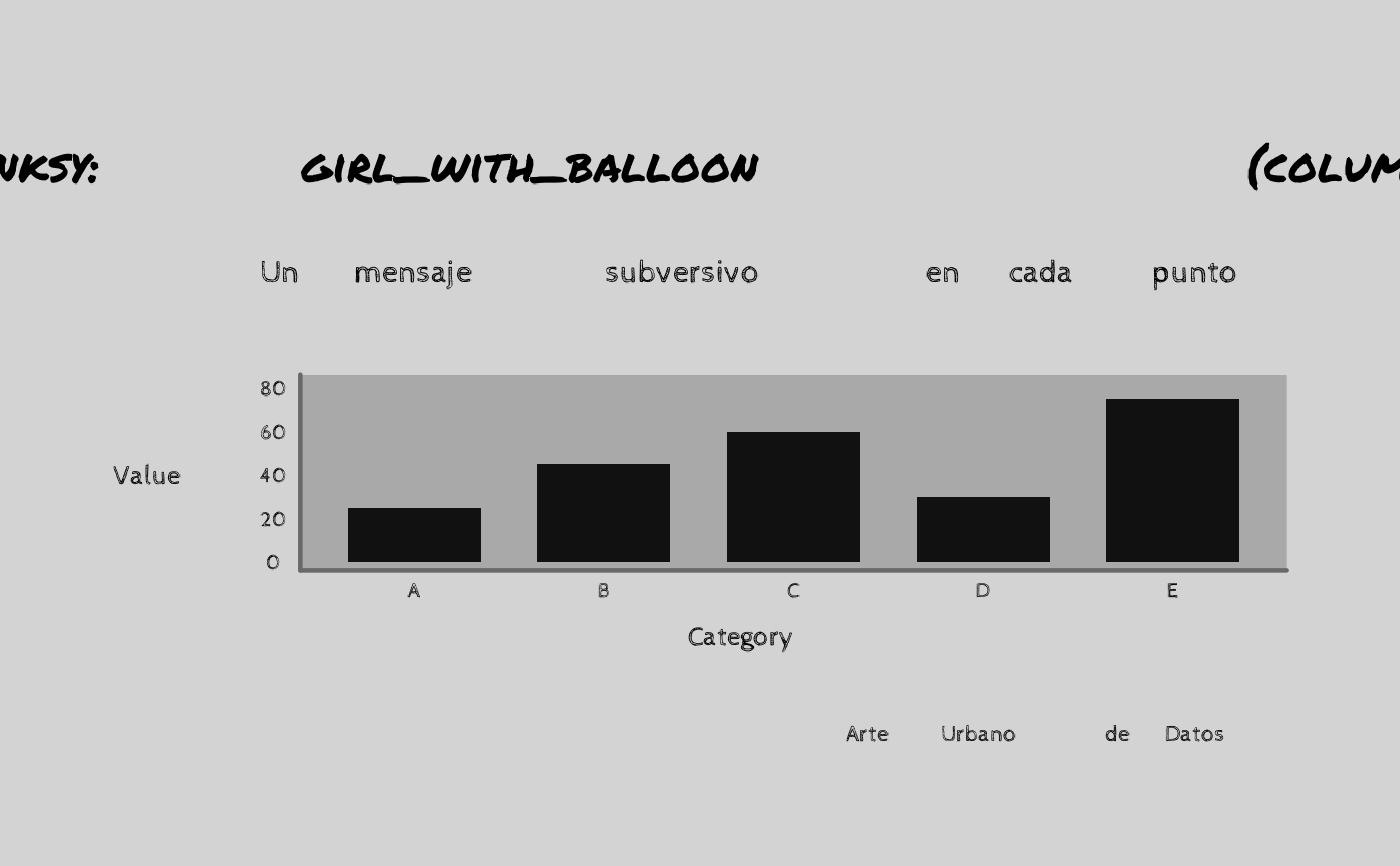 NKSY: GIRL_WITH_BALLOON (COLUM
Un mensaje subversivo en cada punto
80
60
40
20
0
Value
A B C D E
Category
Arte Urbano de Datos